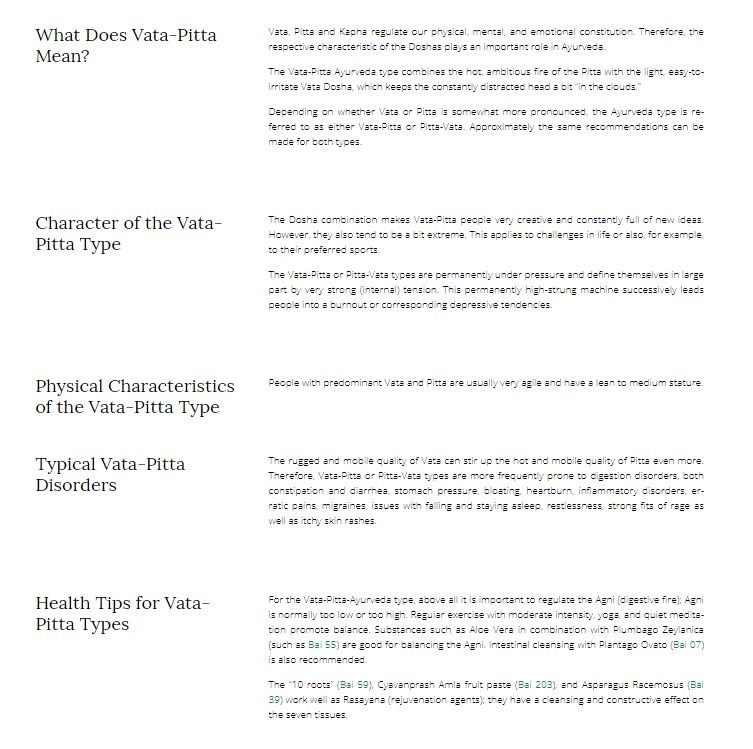 What Does Vata-Pitta
Mean?
Vata, Pitta and Kapha regulate our physical, mental, and emotional constitution. Therefore, the
respective characteristic of the Doshas plays an important role in Ayurveda.
The Vata-Pitta Ayurveda type combines the hot, ambitious fire of the Pitta with the light, easy-to-
irritate Vata Dosha, which keeps the constantly distracted head a bit "in the clouds."
Depending on whether Vata or Pitta is somewhat more pronounced, the Ayurveda type is re-
ferred to as either Vata-Pitta or Pitta-Vata. Approximately the same recommendations can be
made for both types.
Character of the Vata-
Pitta Type
The Dosha combination makes Vata-Pitta people very creative and constantly full of new ideas.
However, they also tend to be a bit extreme. This applies to challenges in life or also, for example,
to their preferred sports.
The Vata-Pitta or Pitta-Vata types are permanently under pressure and define themselves in large
part by very strong (internal) tension. This permanently high-strung machine successively leads
people into a burnout or corresponding depressive tendencies.
Physical Characteristics
of the Vata-Pitta Type
People with predominant Vata and Pitta are usually very agile and have a lean to medium stature.
Typical Vata-Pitta
Disorders
The rugged and mobile quality of Vata can stir up the hot and mobile quality of Pitta even more.
Therefore, Vata-Pitta or Pitta-Vata types are more frequently prone to digestion disorders, both
constipation and diarrhea, stomach pressure, bloating, heartburn, inflammatory disorders, er-
ratic pains, migraines, issues with falling and staying asleep, restlessness, strong fits of rage as
well as itchy skin rashes.
Health Tips for Vata-
Pitta Types
For the Vata-Pitta-Ayurveda type, above all it is important to regulate the Agni (digestive fire); Agni
is normally too low or too high. Regular exercise with moderate intensity, yoga, and quiet medita-
tion promote balance. Substances such as Aloe Vera in combination with Plumbago Zeylanica
(such as Bai 55) are good for balancing the Agni. Intestinal cleansing with Plantago Ovato (Bai 07)
is also recommended.
The "10 roots" (Bai 59), Cyavanprash Amla fruit paste (Bai 203), and Asparagus Racemosus (Bai
39) work well as Rasayana (rejuvenation agents); they have a cleansing and constructive effect on
the seven tissues.